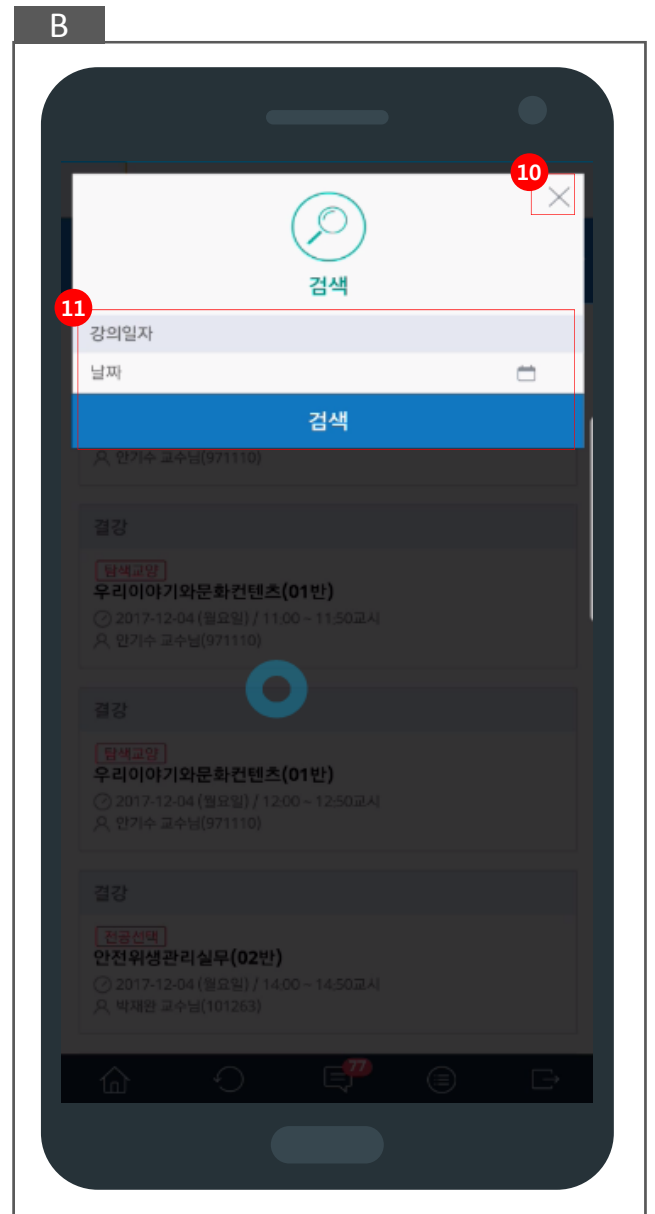 B
10
검색
11
강의일자
날짜
검색
안기수 교수님(971110)
결강
탐색교양
우리이야기와문화컨텐츠(01반)
2017-12-04 (월요일) / 11:00 ~ 11:50교시
안기수 교수님(971110)
결강
탐색교양
우리이야기와문화컨텐츠(01반)
2017-12-04 (월요일) / 12:00 ~ 12:50교시
안기수 교수님(971110)
결강
전공선택
안전위생관리실무(02반)
2017-12-04 (월요일) / 14:00 ~ 14:50교시
박재완 교수님(101263)
77